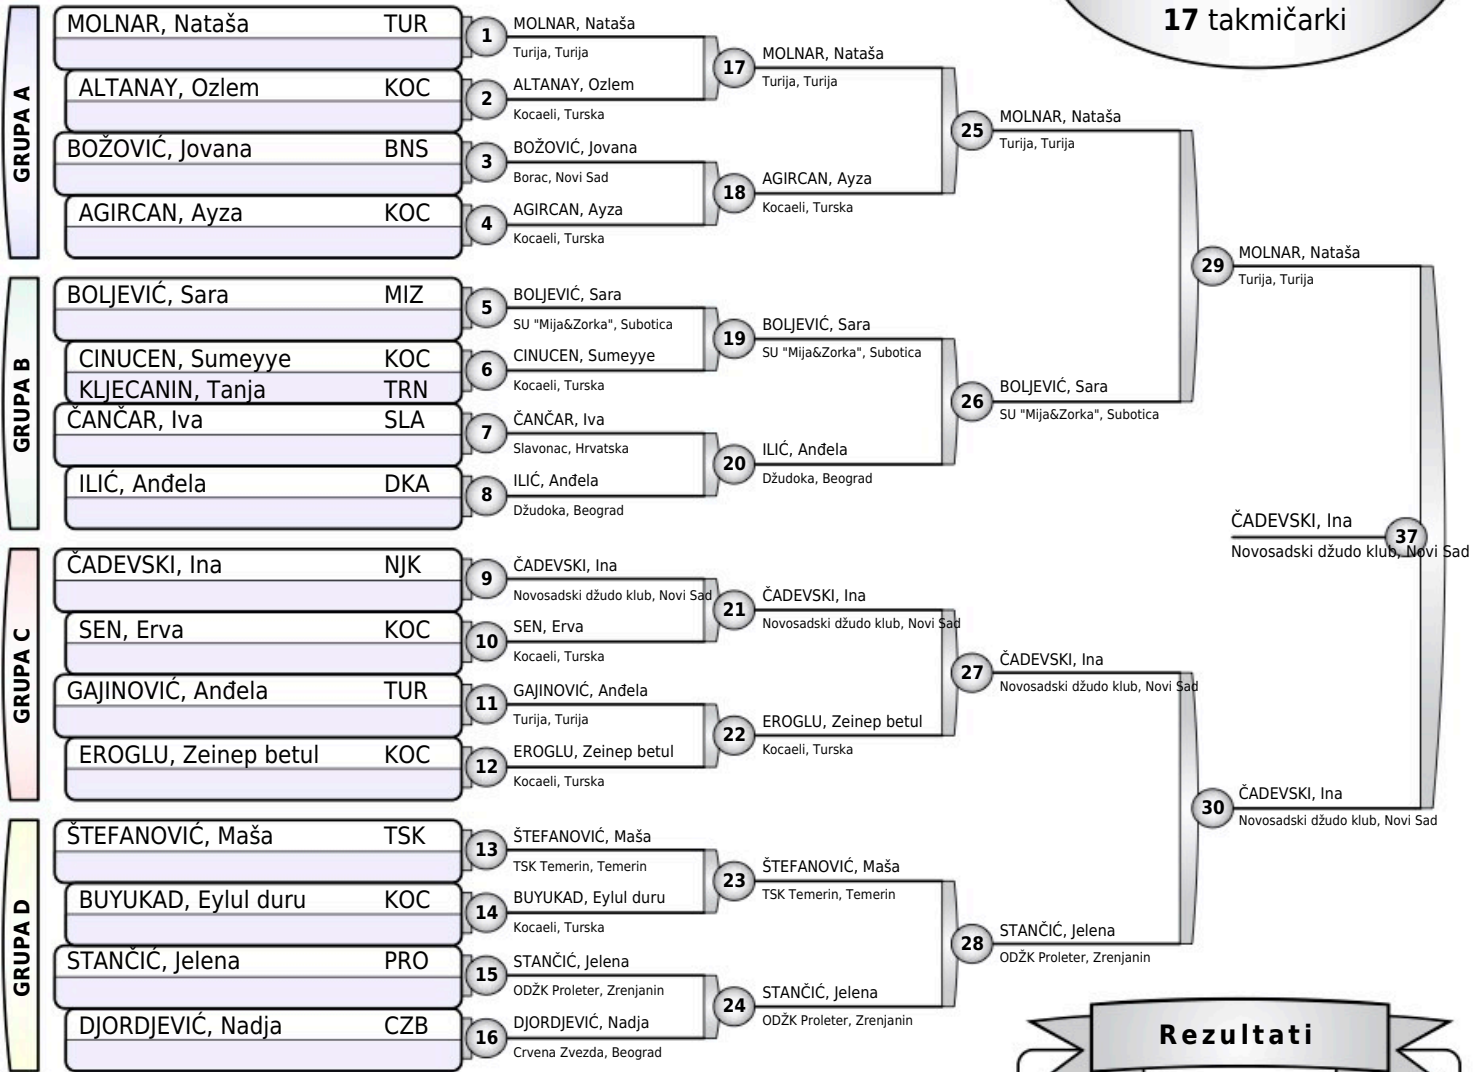 17 takmičarki
GRUPA A
MOLNAR, Nataša TUR
ALTANAY, Ozlem KOC
BOŽOVIĆ, Jovana BNS
AGIRCAN, Ayza KOC
GRUPA B
BOLJEVIĆ, Sara MIZ
CINUCEN, Sumeyye KOC
KLJECANIN, Tanja TRN
ČANČAR, Iva SLA
ILIĆ, Anđela DKA
GRUPA C
ČADEVSKI, Ina NJK
SEN, Erva KOC
GAJINOVIĆ, Anđela TUR
EROGLU, Zeinep betul KOC
GRUPA D
ŠTEFANOVIĆ, Maša TSK
BUYUKAD, Eylul duru KOC
STANČIĆ, Jelena PRO
DJORDJEVIĆ, Nadja CZB
1 MOLNAR, Nataša
Turija, Turija
2 ALTANAY, Ozlem
Kocaeli, Turska
3 BOŽOVIĆ, Jovana
Borac, Novi Sad
4 AGIRCAN, Ayza
Kocaeli, Turska
5 BOLJEVIĆ, Sara
SU "Mija&Zorka", Subotica
6 CINUCEN, Sumeyye
Kocaeli, Turska
7 ČANČAR, Iva
Slavonac, Hrvatska
8 ILIĆ, Anđela
Džudoka, Beograd
9 ČADEVSKI, Ina
Novosadski džudo klub, Novi Sad
10 SEN, Erva
Kocaeli, Turska
11 GAJINOVIĆ, Anđela
Turija, Turija
12 EROGLU, Zeinep betul
Kocaeli, Turska
13 ŠTEFANOVIĆ, Maša
TSK Temerin, Temerin
14 BUYUKAD, Eylul duru
Kocaeli, Turska
15 STANČIĆ, Jelena
ODŽK Proleter, Zrenjanin
16 DJORDJEVIĆ, Nadja
Crvena Zvezda, Beograd
17 MOLNAR, Nataša
Turija, Turija
18 AGIRCAN, Ayza
Kocaeli, Turska
19 BOLJEVIĆ, Sara
SU "Mija&Zorka", Subotica
20 ILIĆ, Anđela
Džudoka, Beograd
21 ČADEVSKI, Ina
Novosadski džudo klub, Novi Sad
22 EROGLU, Zeinep betul
Kocaeli, Turska
23 ŠTEFANOVIĆ, Maša
TSK Temerin, Temerin
24 STANČIĆ, Jelena
ODŽK Proleter, Zrenjanin
25 MOLNAR, Nataša
Turija, Turija
26 BOLJEVIĆ, Sara
SU "Mija&Zorka", Subotica
27 ČADEVSKI, Ina
Novosadski džudo klub, Novi Sad
28 STANČIĆ, Jelena
ODŽK Proleter, Zrenjanin
29 MOLNAR, Nataša
Turija, Turija
30 ČADEVSKI, Ina
Novosadski džudo klub, Novi Sad
ČADEVSKI, Ina 37
Novosadski džudo klub, Novi Sad
Rezultati